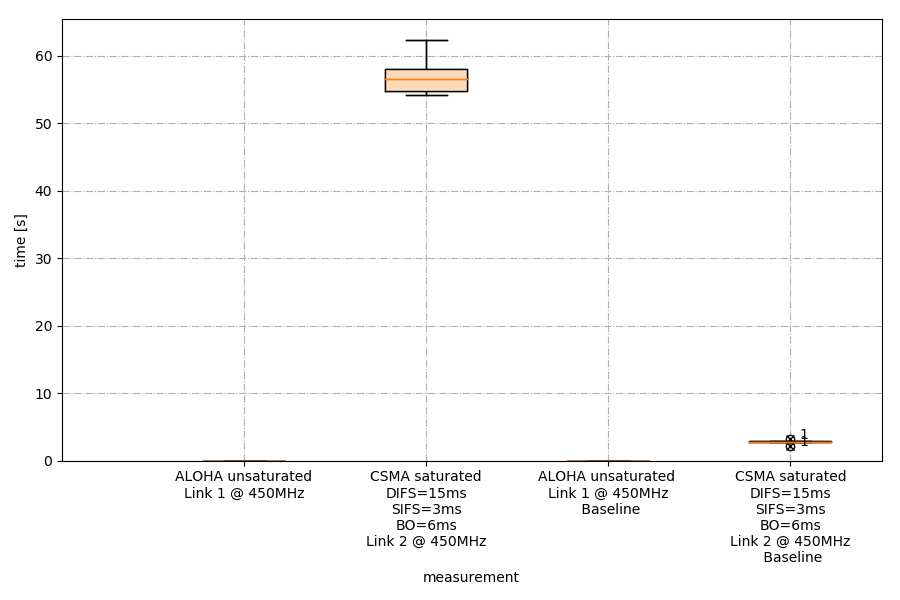 60
50
40
30
20
10
0
time [s]
1
1
ALOHA unsaturated
Link 1 @ 450MHz
CSMA saturated
DIFS=15ms
SIFS=3ms
BO=6ms
Link 2 @ 450MHz
ALOHA unsaturated
Link 1 @ 450MHz
Baseline
CSMA saturated
DIFS=15ms
SIFS=3ms
BO=6ms
Link 2 @ 450MHz
Baseline
measurement